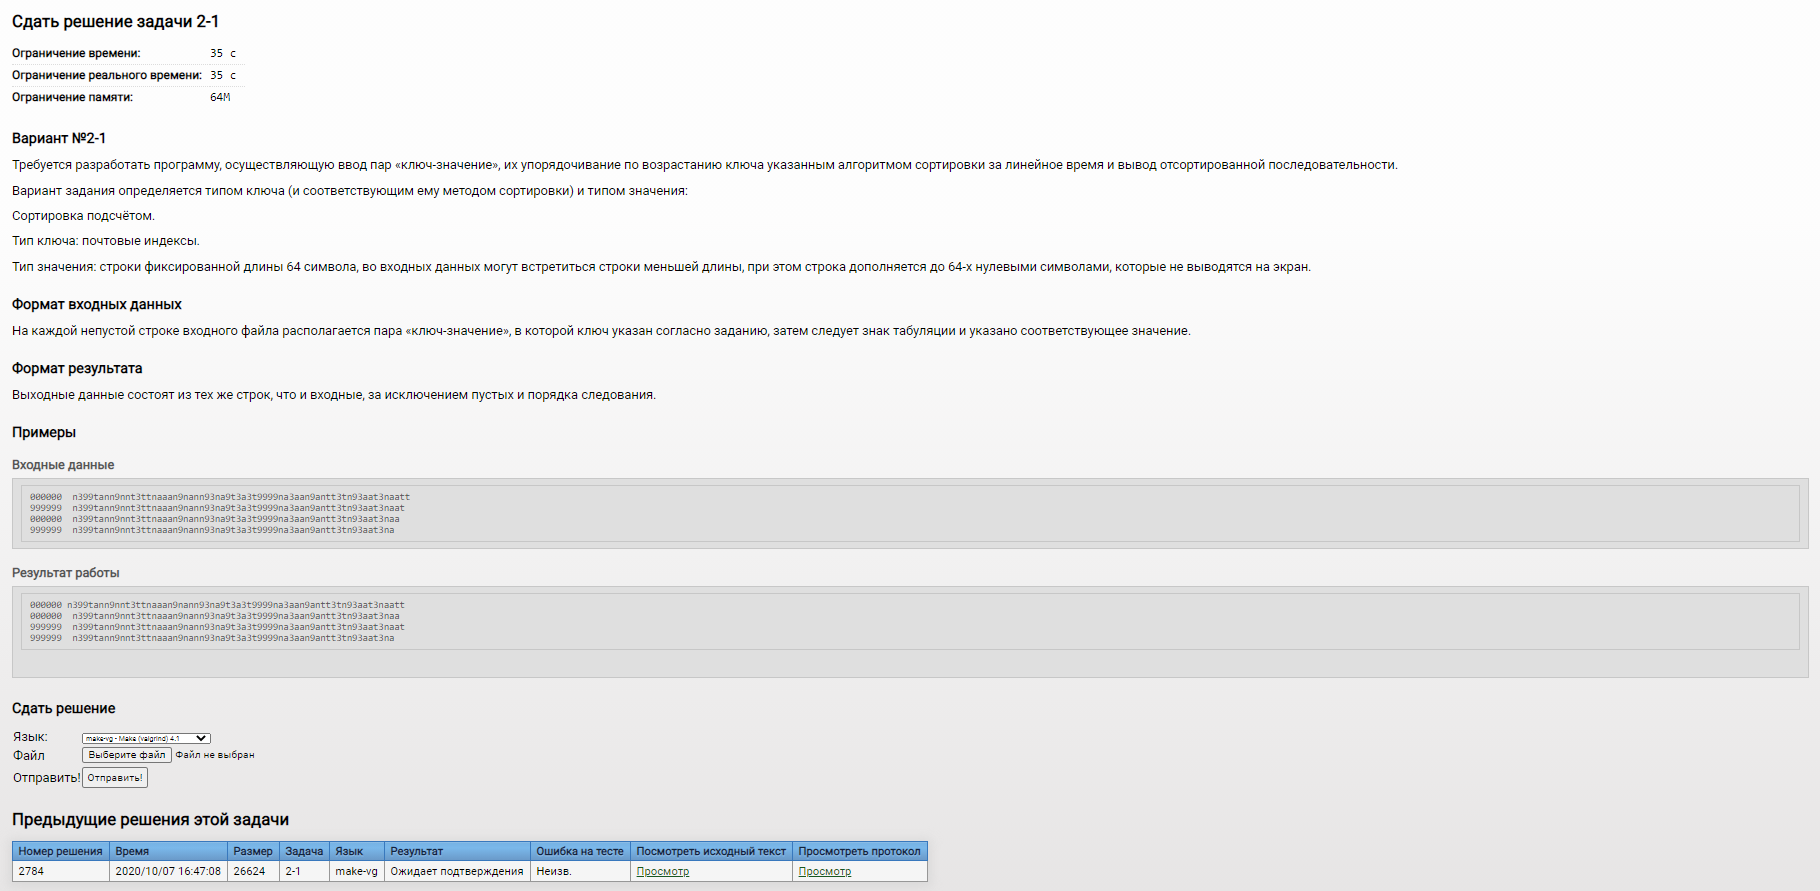 Сдать решение задачи 2-1
Ограничение времени: 35 с
Ограничение реального времени: 35 с
Ограничение памяти: 64M
Вариант №2-1
Требуется разработать программу, осуществляющую ввод пар «ключ-значение», их упорядочивание по возрастанию ключа указанным алгоритмом сортировки за линейное время и вывод отсортированной последовательности.
Вариант задания определяется типом ключа (и соответствующим ему методом сортировки) и типом значения:
Сортировка подсчётом.
Тип ключа: почтовые индексы.
Тип значения: строки фиксированной длины 64 символа, во входных данных могут встретиться строки меньшей длины, при этом строка дополняется до 64-х нулевыми символами, которые не выводятся на экран.
Формат входных данных
На каждой непустой строке входного файла располагается пара «ключ-значение», в которой ключ указан согласно заданию, затем следует знак табуляции и указано соответствующее значение.
Формат результата
Выходные данные состоят из тех же строк, что и входные, за исключением пустых и порядка следования.
Примеры
Входные данные
000000  n399tann9nnt3ttnaaan9nann93na9t3a3t9999na3aan9antt3tn93aat3naatt
999999  n399tann9nnt3ttnaaan9nann93na9t3a3t9999na3aan9antt3tn93aat3naat
000000  n399tann9nnt3ttnaaan9nann93na9t3a3t9999na3aan9antt3tn93aat3naa
999999  n399tann9nnt3ttnaaan9nann93na9t3a3t9999na3aan9antt3tn93aat3na
Результат работы
000000 n399tann9nnt3ttnaaan9nann93na9t3a3t9999na3aan9antt3tn93aat3naatt
000000  n399tann9nnt3ttnaaan9nann93na9t3a3t9999na3aan9antt3tn93aat3naa
999999  n399tann9nnt3ttnaaan9nann93na9t3a3t9999na3aan9antt3tn93aat3naat
999999  n399tann9nnt3ttnaaan9nann93na9t3a3t9999na3aan9antt3tn93aat3na
Сдать решение
Язык: make-vg - Make (valgrind) 4.1
Файл Выберите файл Файл не выбран
Отправить! Отправить!
Предыдущие решения этой задачи
Номер решения Время Размер Задача Язык Результат Ошибка на тесте Посмотреть исходный текст Просмотреть протокол
2784 2020/10/07 16:47:08 26624 2-1 make-vg Ожидает подтверждения Неизв. Просмотр Просмотр